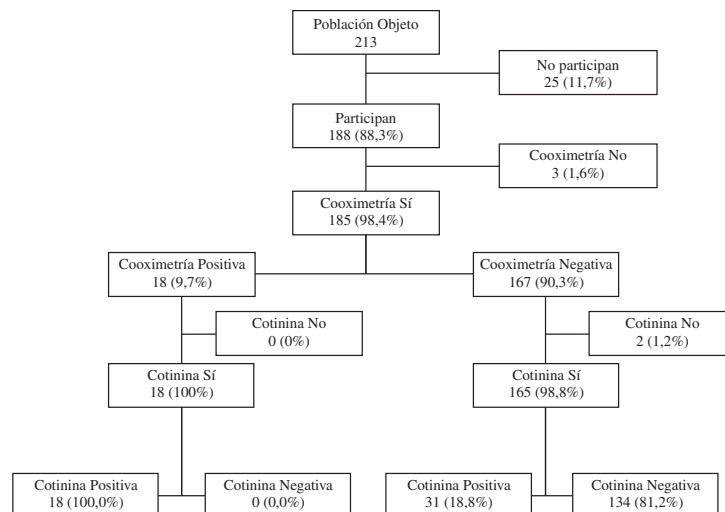 Población Objeto
213
No participan
25 (11,7%)
Participan
188 (88,3%)
Cooximetría No
3 (1,6%)
Cooximetría Sí
185 (98,4%)
Cooximetría Positiva
18 (9,7%)
Cooximetría Negativa
167 (90,3%)
Cotinina No
0 (0%)
Cotinina No
2 (1,2%)
Cotinina Sí
18 (100%)
Cotinina Sí
165 (98,8%)
Cotinina Positiva
18 (100,0%)
Cotinina Negativa
0 (0,0%)
Cotinina Positiva
31 (18,8%)
Cotinina Negativa
134 (81,2%)